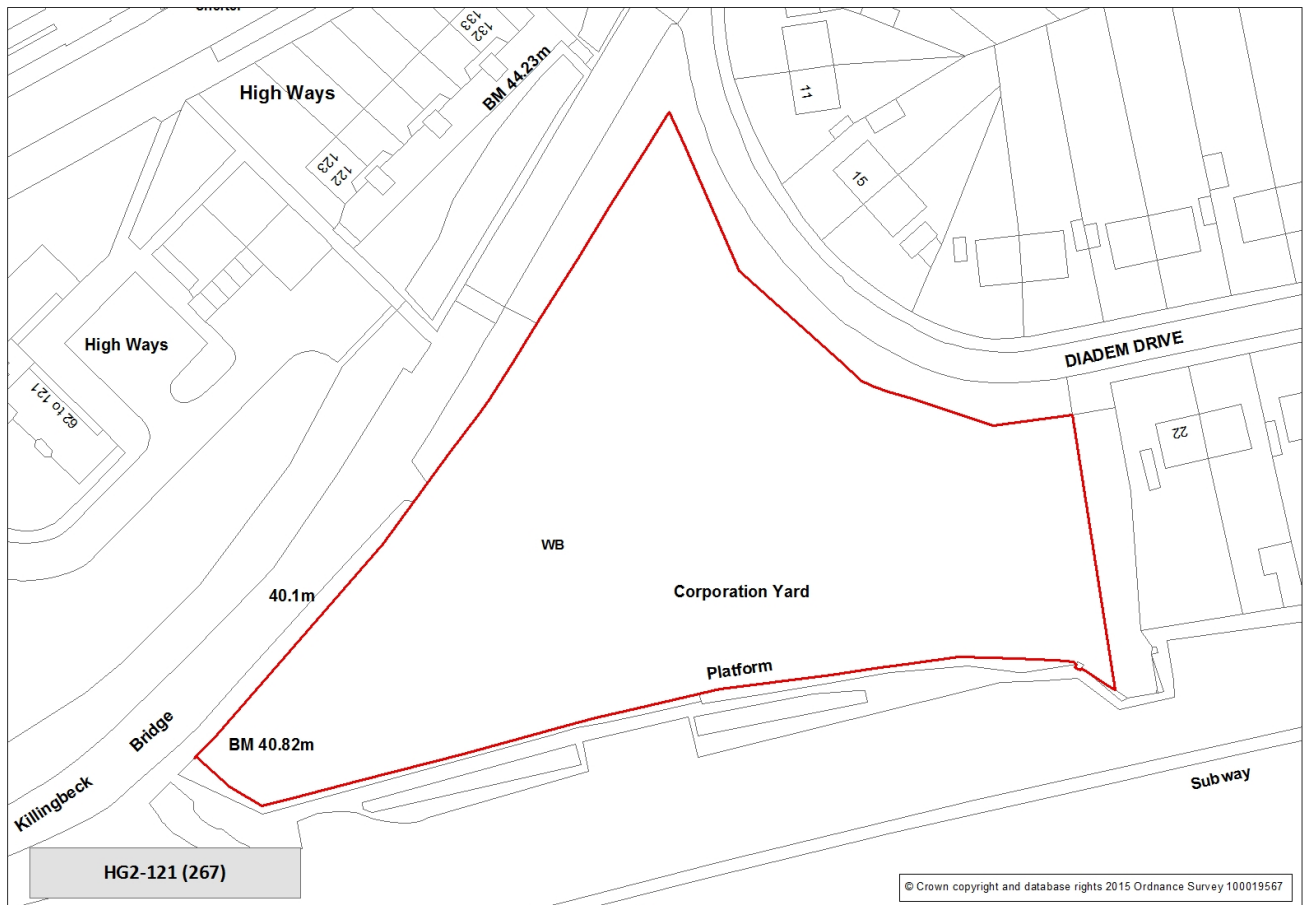 133
132
BM 44.23m
High Ways
11
123
122
15
DIADEM DRIVE
High Ways
62 to 121
22
WB
Corporation Yard
40.1m
Platform
Bridge
BM 40.82m
Killingbeck
Subway
HG2-121 (267)
© Crown copyright and database rights 2015 Ordnance Survey 100019567